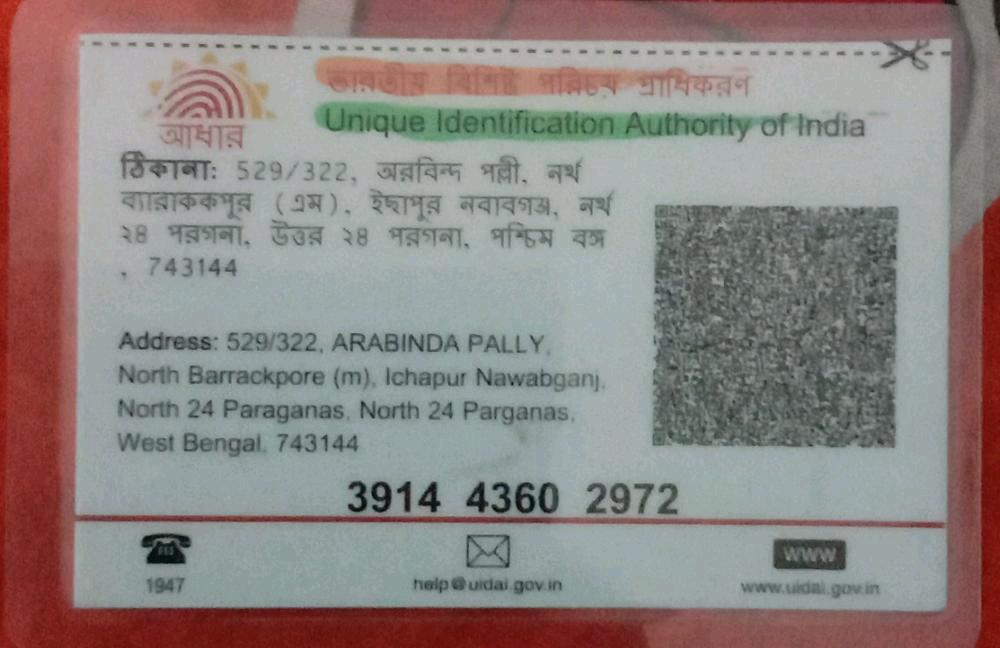 ভারতীয় বিশিষ্ট পরিচয় প্রাধিকরণ
Unique Identification Authority of India
আধার
ঠিকানা: 529/322, অরবিন্দ পল্লী, নর্থ
ব্যারাককপূর (এম), ইছাপুর নবাবগঞ্জ, নর্থ
২৪ পরগনা, উত্তর ২৪ পরগনা, পশ্চিম বঙ্গ
, 743144
Address: 529/322, ARABINDA PALLY,
North Barrackpore (m), Ichapur Nawabganj,
North 24 Paraganas, North 24 Parganas,
West Bengal, 743144
3914 4360 2972
1947
help@uidai.gov.in
WWW
www.uidai.gov.in